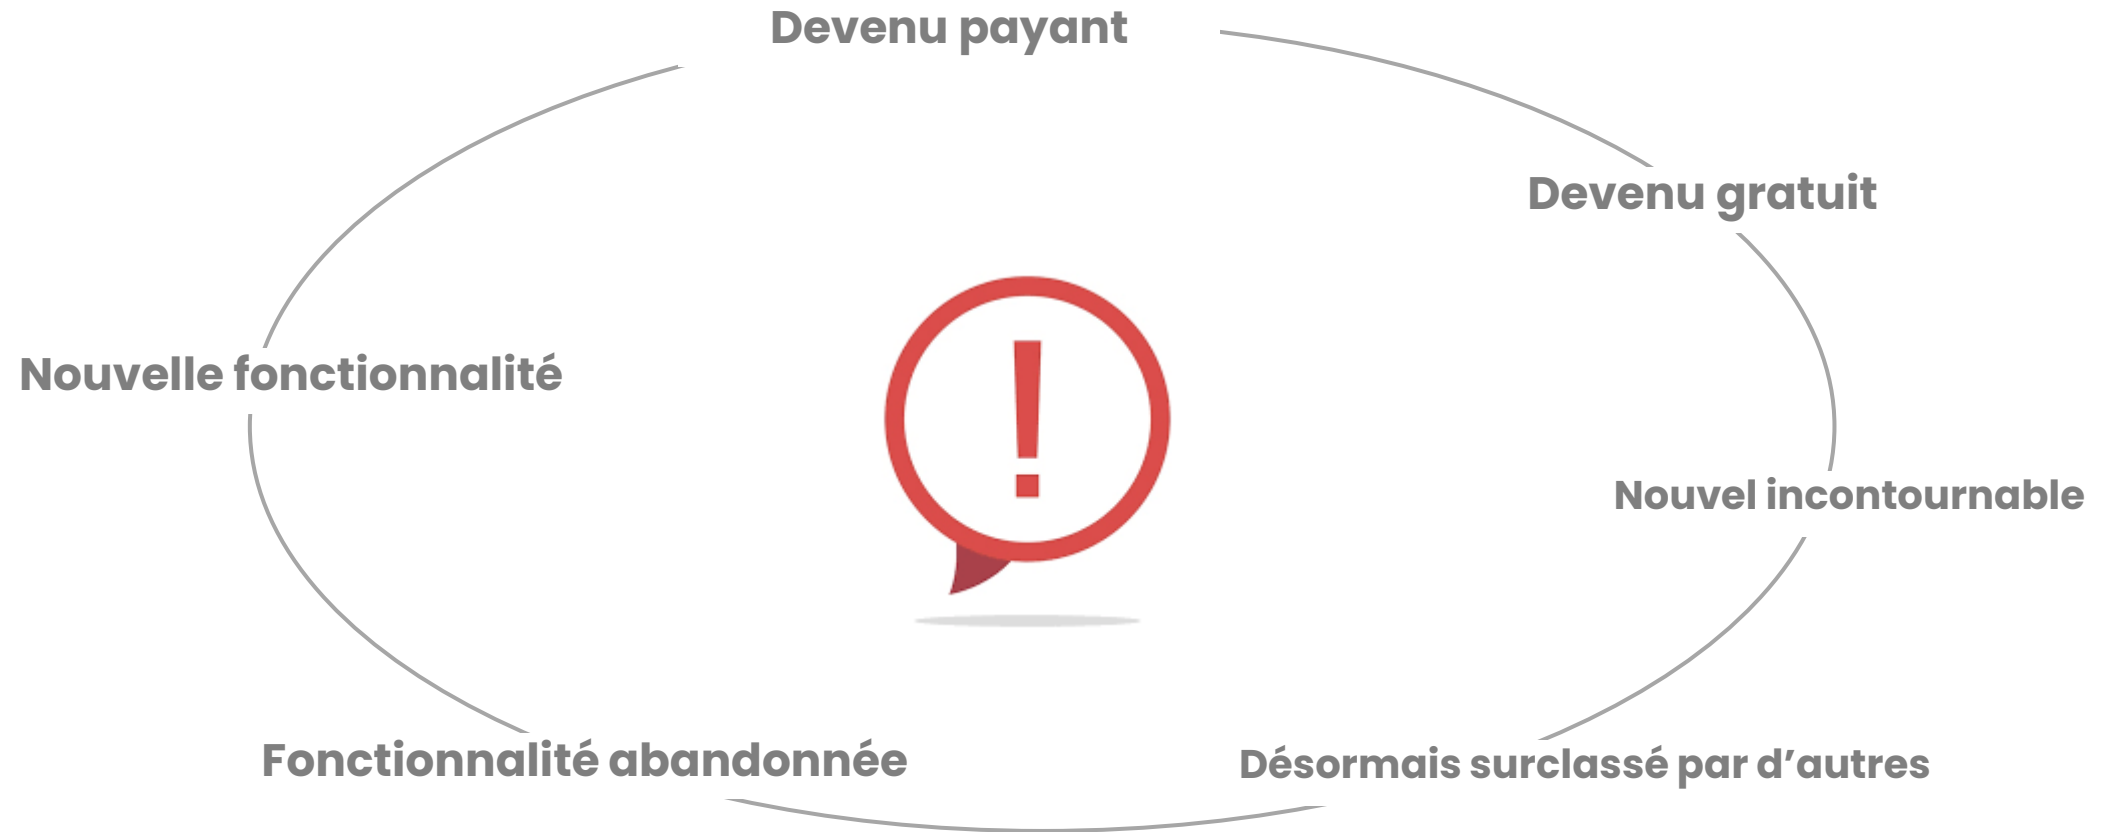 Devenu payant
Devenu gratuit
Nouvelle fonctionnalité
Nouvel incontournable
Fonctionnalité abandonnée
Désormais surclassé par d’autres
!